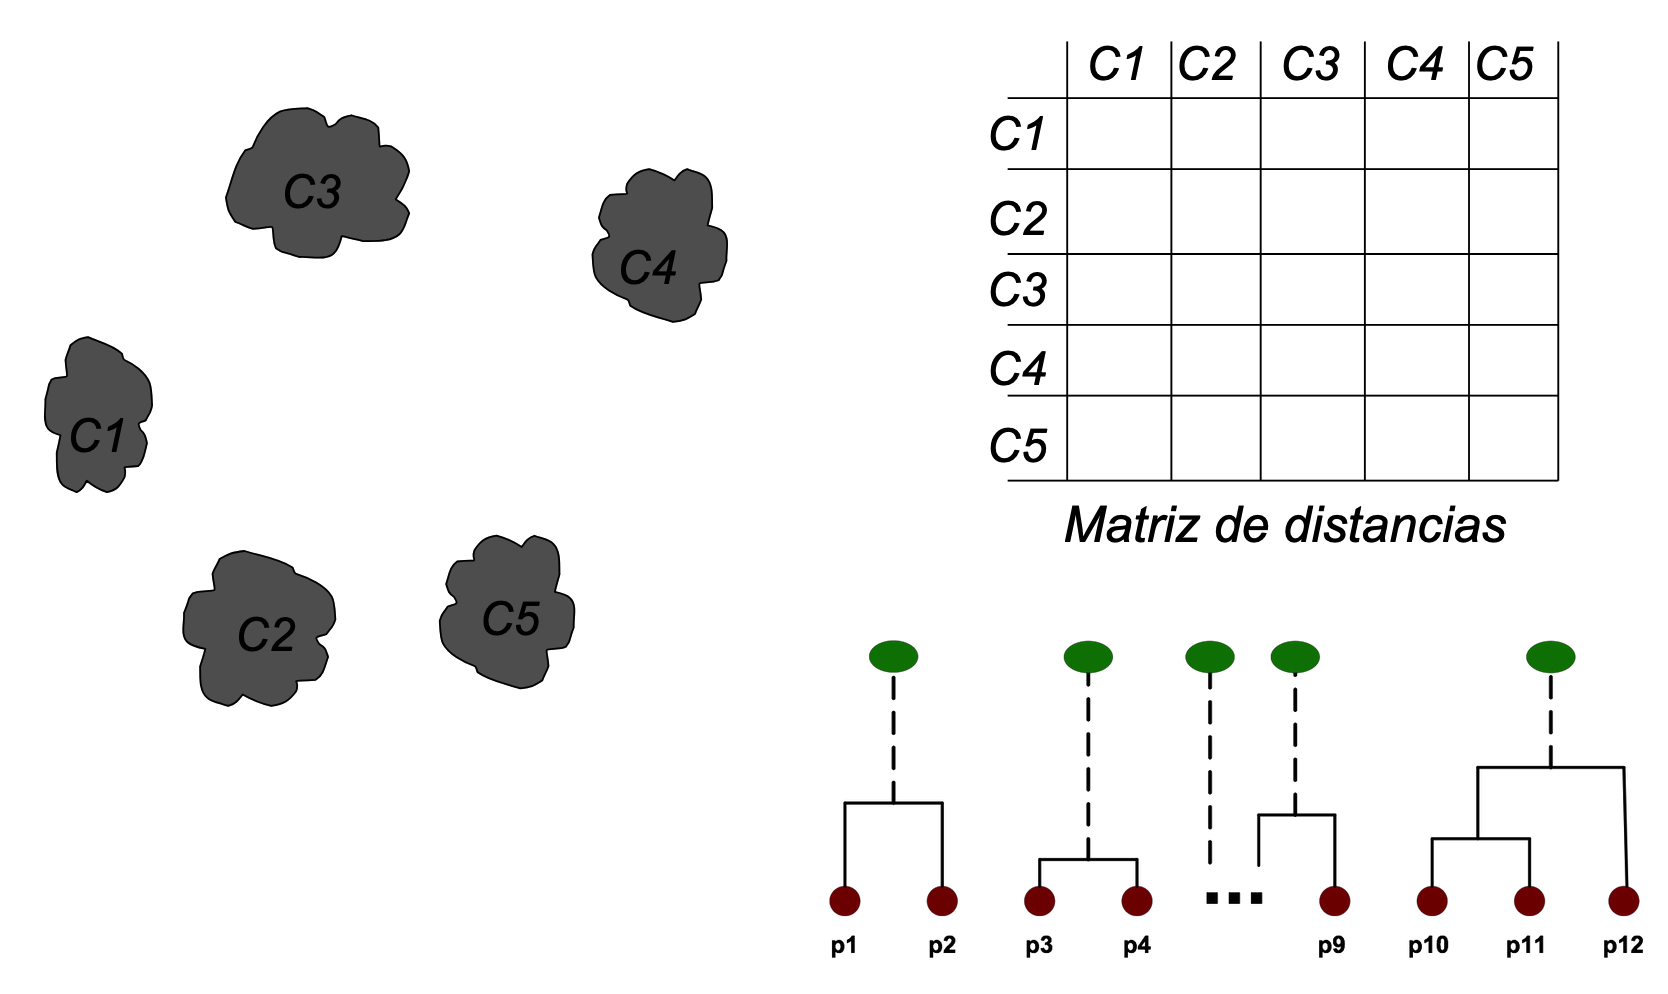 C3
C4
C1
C2
C5
C1 C2 C3 C4 C5
C1
C2
C3
C4
C5
Matriz de distancias
...
p1 p2 p3 p4 p9 p10 p11 p12